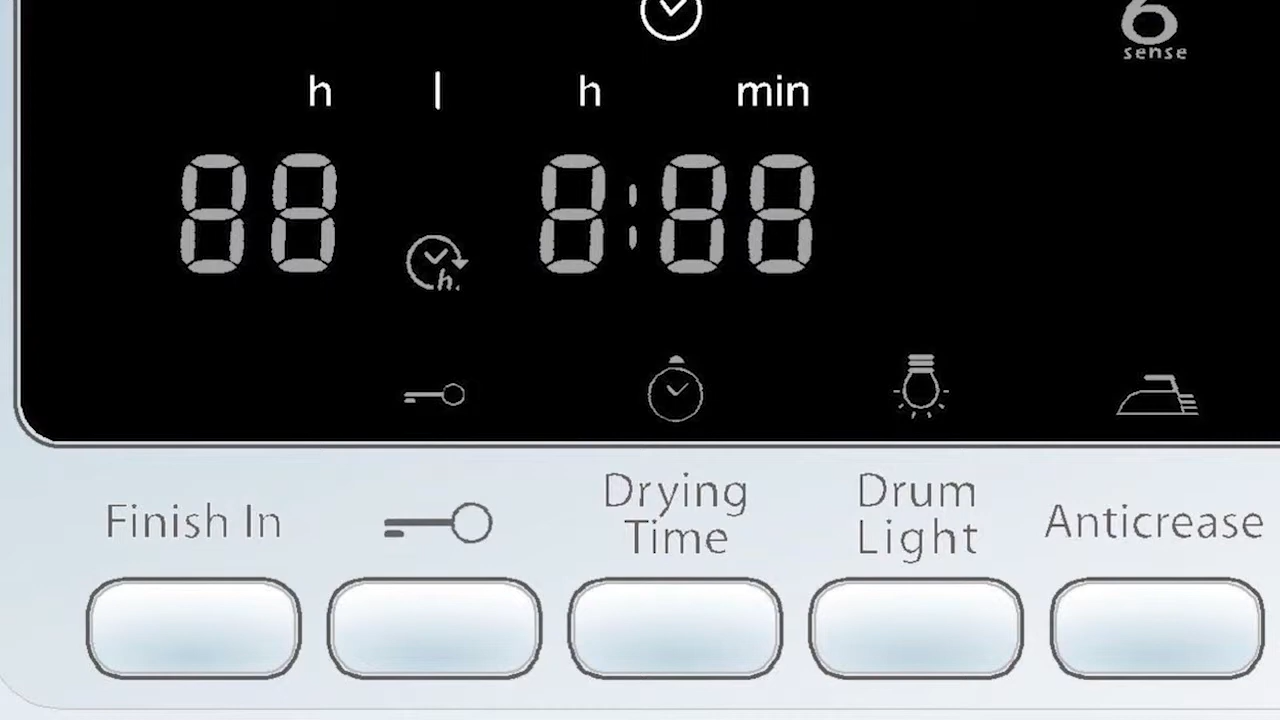 6
sense
h | h min
88 8:88
h.
Finish In
Drying
Time
Drum
Light
Anticrease